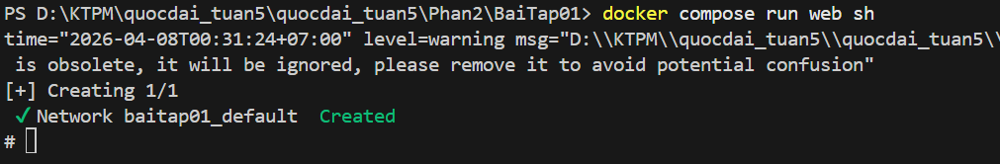 PS D:\KTPM\quocdai_tuan5\quocdai_tuan5\Phan2\BaiTap01> docker compose run web sh
time="2026-04-08T00:31:24+07:00" level=warning msg="D:\\KTPM\\quocdai_tuan5\\quocdai_tuan5\\
is obsolete, it will be ignored, please remove it to avoid potential confusion"
[+] Creating 1/1
✓ Network baitap01_default Created
#